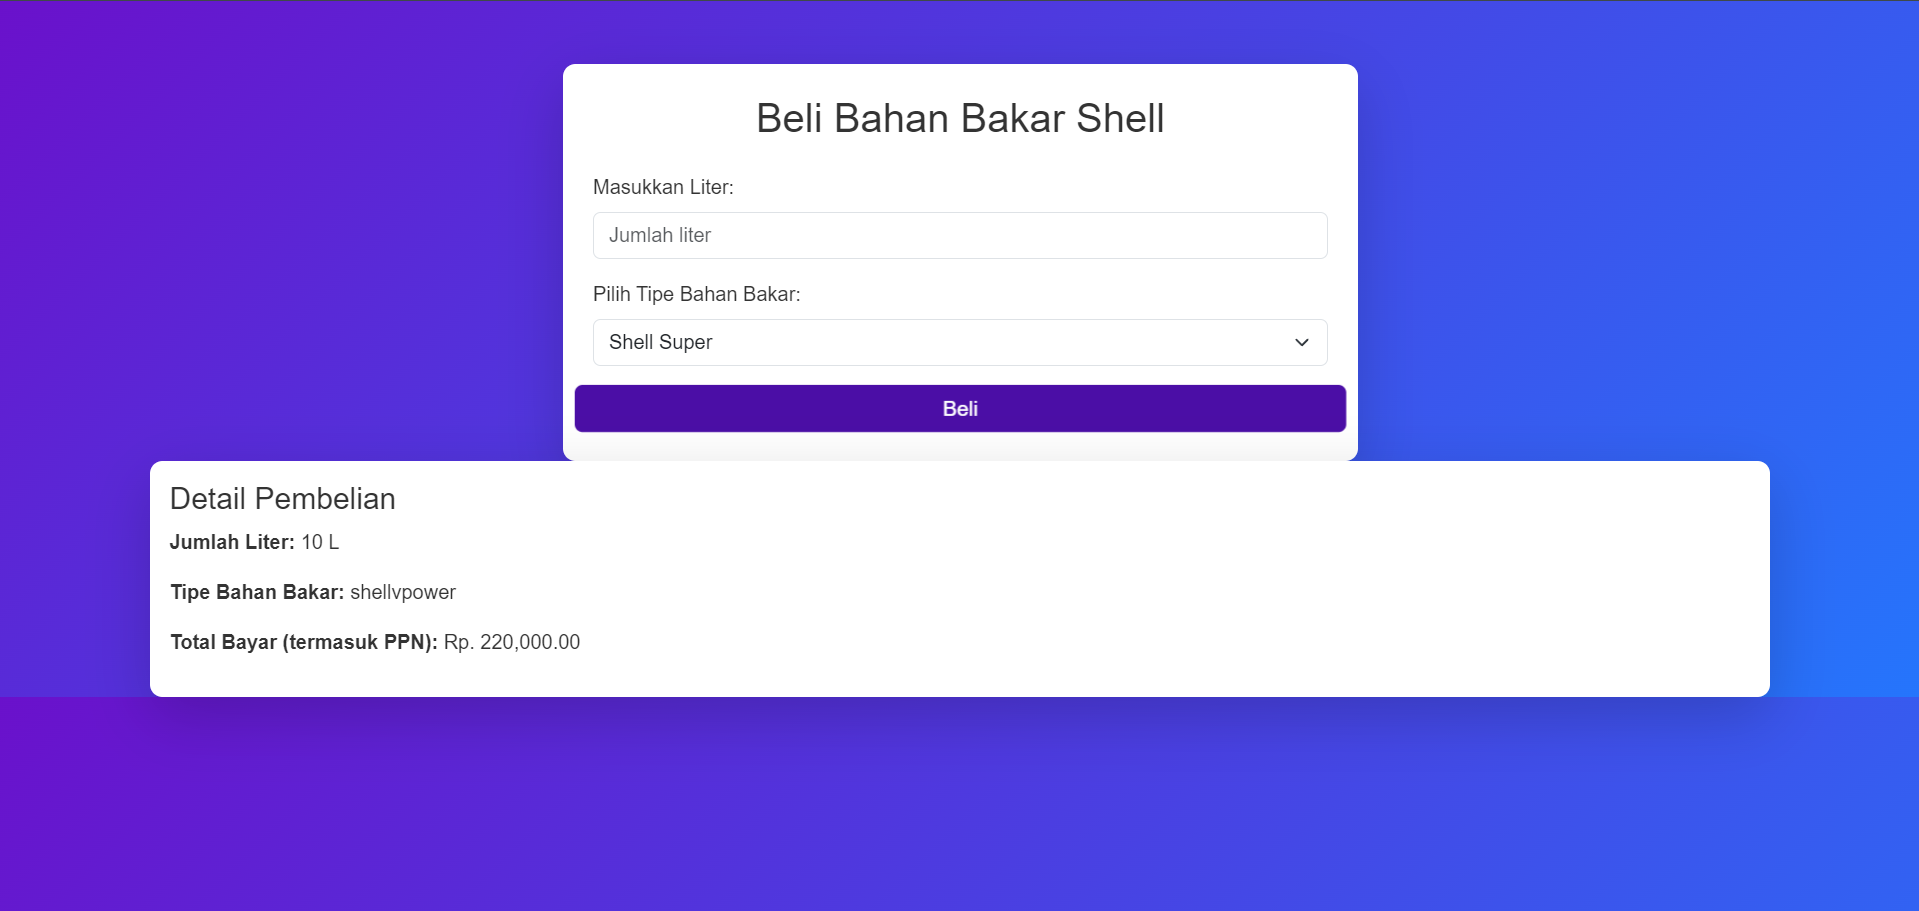 Beli Bahan Bakar Shell
Masukkan Liter:
Jumlah liter
Pilih Tipe Bahan Bakar:
Shell Super
Beli
Detail Pembelian
Jumlah Liter: 10 L
Tipe Bahan Bakar: shellvpower
Total Bayar (termasuk PPN): Rp. 220,000.00